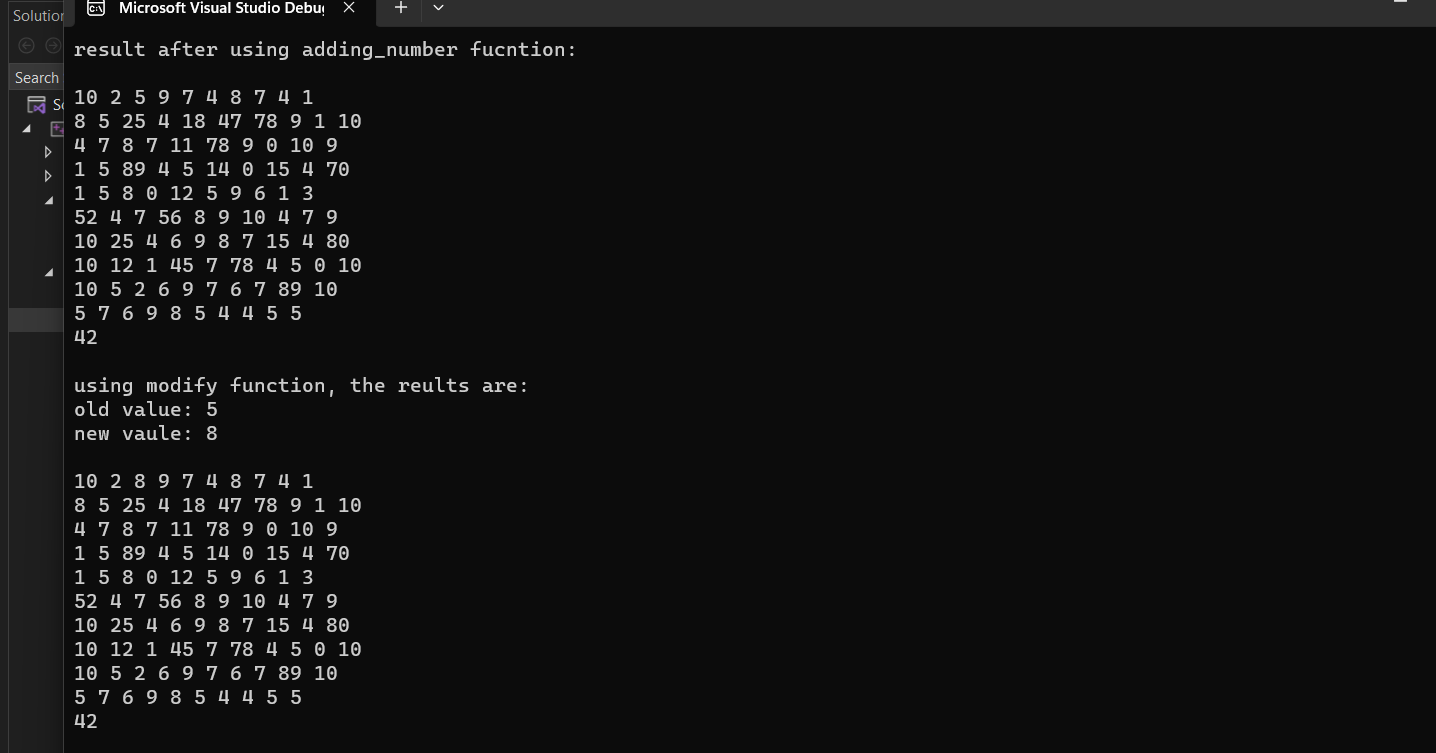 Solution
Microsoft Visual Studio Debug
result after using adding_number fucntion:
10 2 5 9 7 4 8 7 4 1
8 5 25 4 18 47 78 9 1 10
4 7 8 7 11 78 9 0 10 9
1 5 89 4 5 14 0 15 4 70
1 5 8 0 12 5 9 6 1 3
52 4 7 56 8 9 10 4 7 9
10 25 4 6 9 8 7 15 4 80
10 12 1 45 7 78 4 5 0 10
10 5 2 6 9 7 6 7 89 10
5 7 6 9 8 5 4 4 5 5
42
using modify function, the reults are:
old value: 5
new vaule: 8
10 2 8 9 7 4 8 7 4 1
8 5 25 4 18 47 78 9 1 10
4 7 8 7 11 78 9 0 10 9
1 5 89 4 5 14 0 15 4 70
1 5 8 0 12 5 9 6 1 3
52 4 7 56 8 9 10 4 7 9
10 25 4 6 9 8 7 15 4 80
10 12 1 45 7 78 4 5 0 10
10 5 2 6 9 7 6 7 89 10
5 7 6 9 8 5 4 4 5 5
42
Search